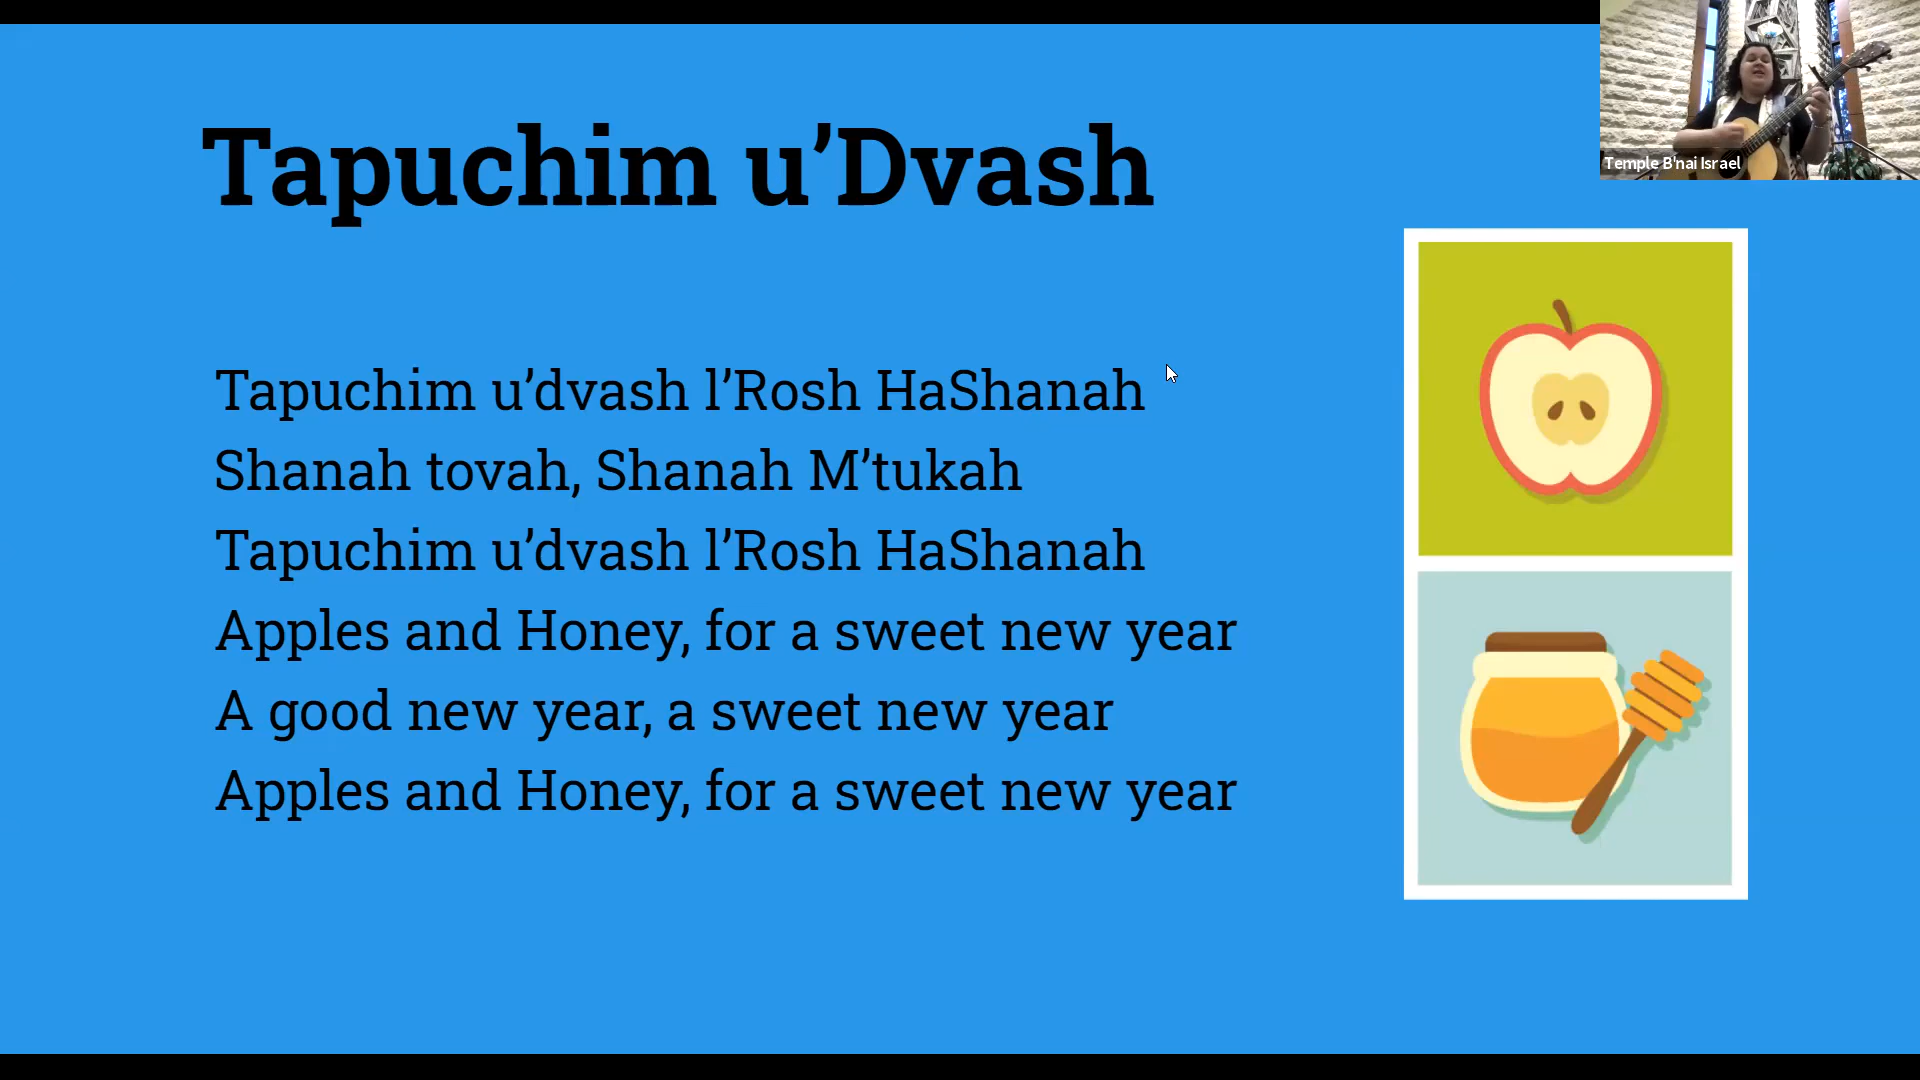 Tapuchim u’Dvash
Tapuchim u’dvash l’Rosh HaShanah
Shanah tovah, Shanah M’tukah
Tapuchim u’dvash l’Rosh HaShanah
Apples and Honey, for a sweet new year
A good new year, a sweet new year
Apples and Honey, for a sweet new year
Temple B'nai Israel